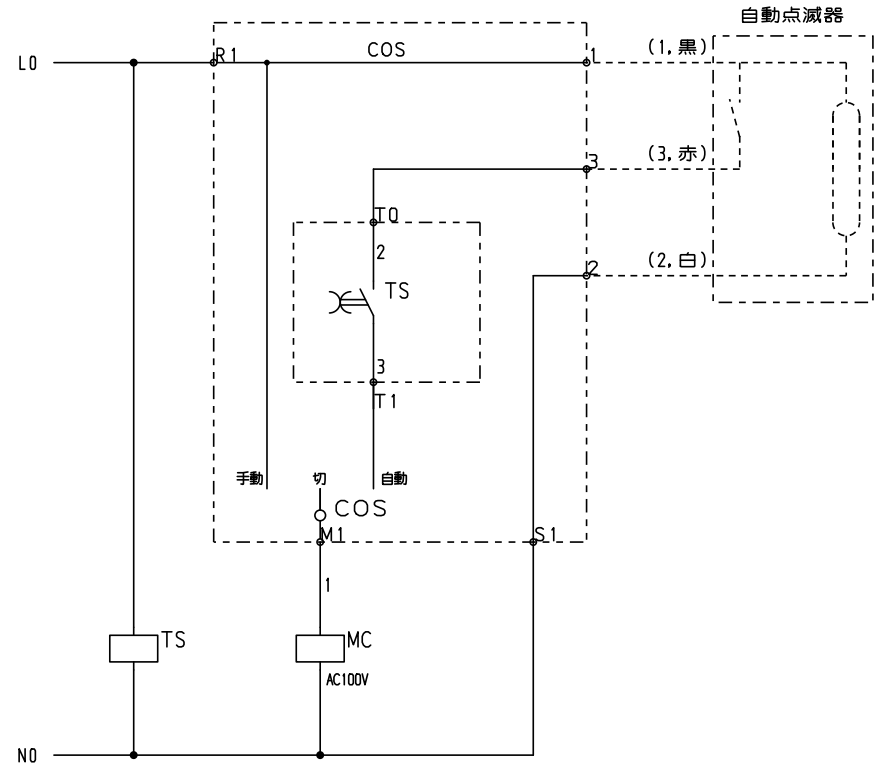 自動点滅器
COS
(1,黒)
L0
R1
1
(3,赤)
3
T0
2
(2,白)
2
TS
3
T1
手動
切
自動
COS
M1
S1
1
TS
MC
AC100V
N0